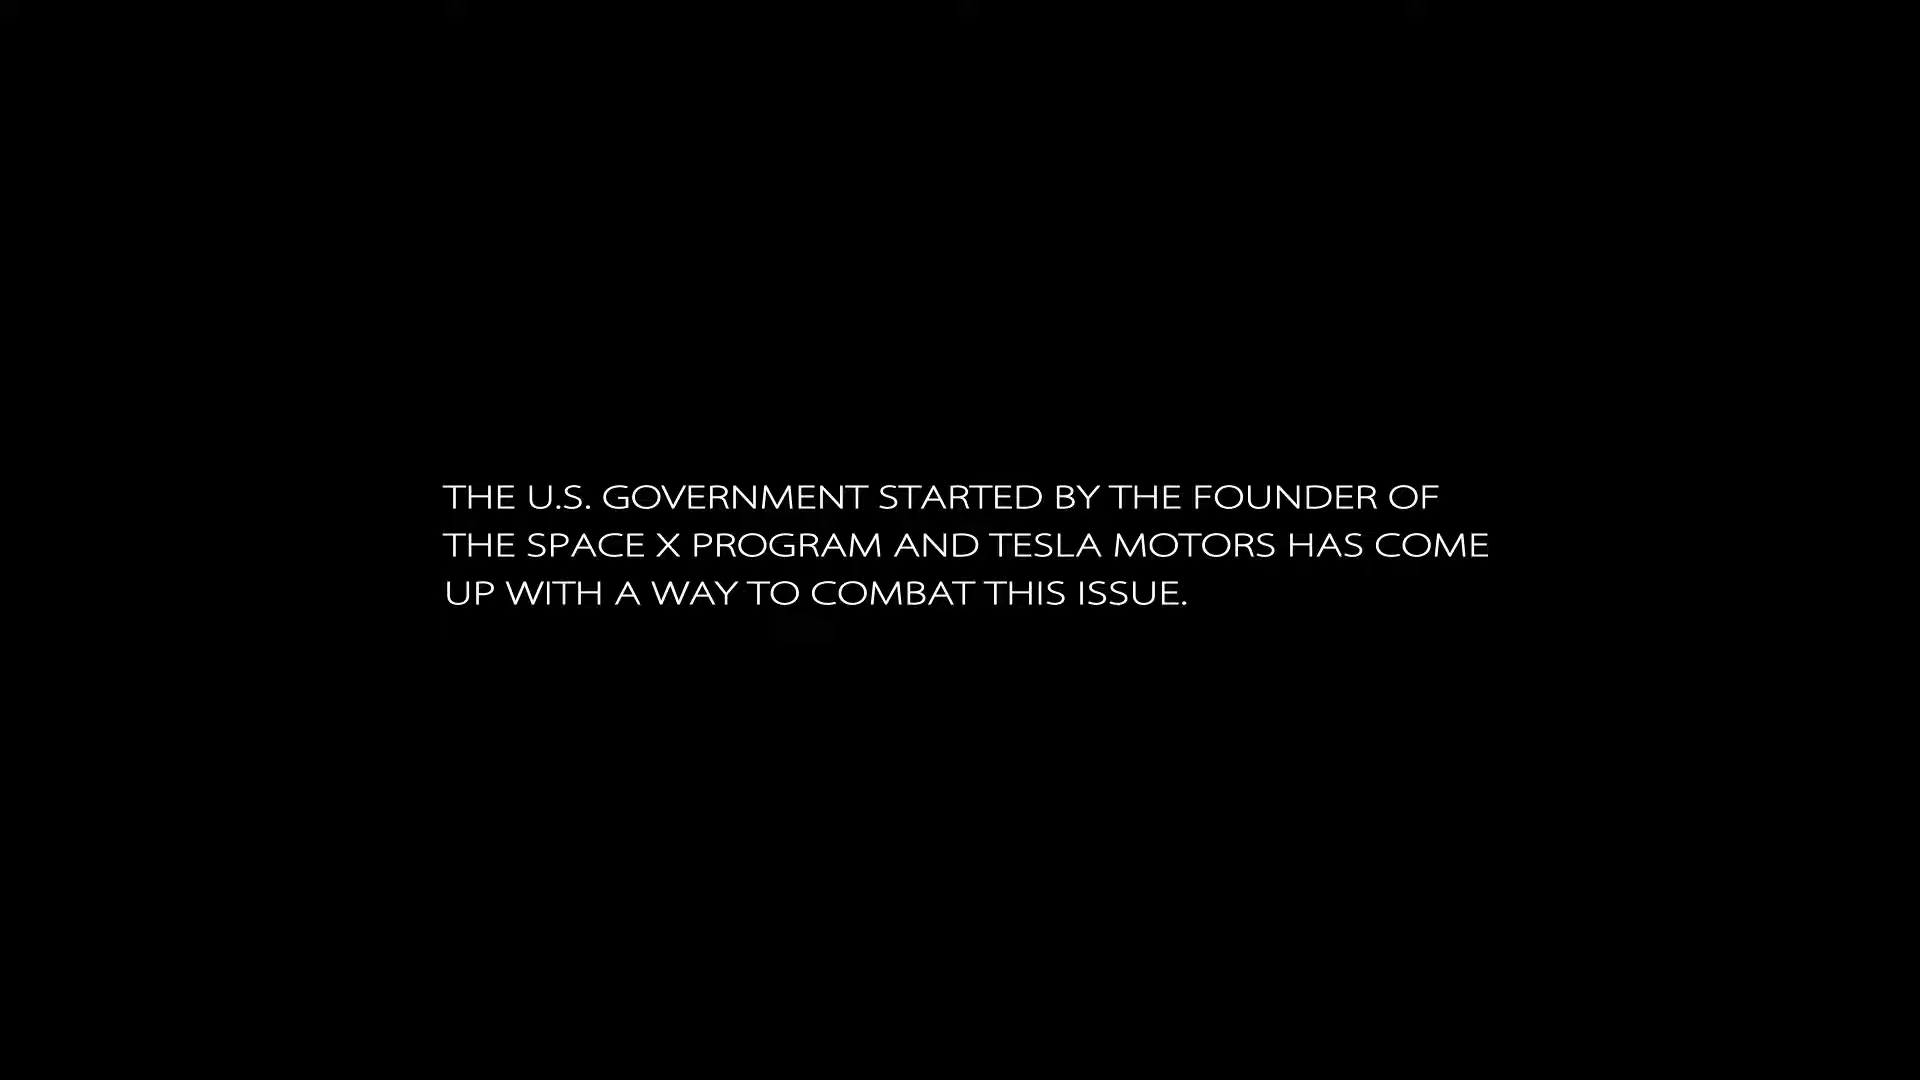 THE U.S. GOVERNMENT STARTED BY THE FOUNDER OF
THE SPACE X PROGRAM AND TESLA MOTORS HAS COME
UP WITH A WAY TO COMBAT THIS ISSUE.